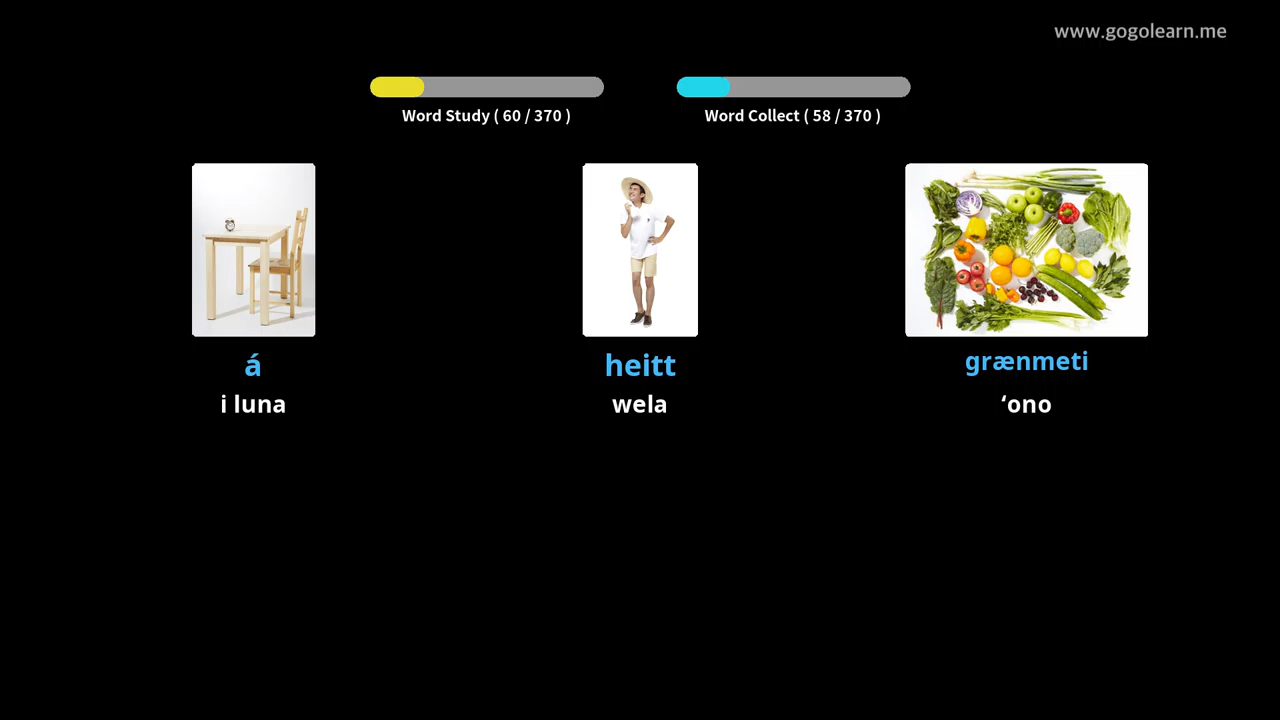 www.gogolearn.me
Word Study ( 60 / 370 )
Word Collect ( 58 / 370 )
á
heitt
grænmeti
i luna
wela
ʻono